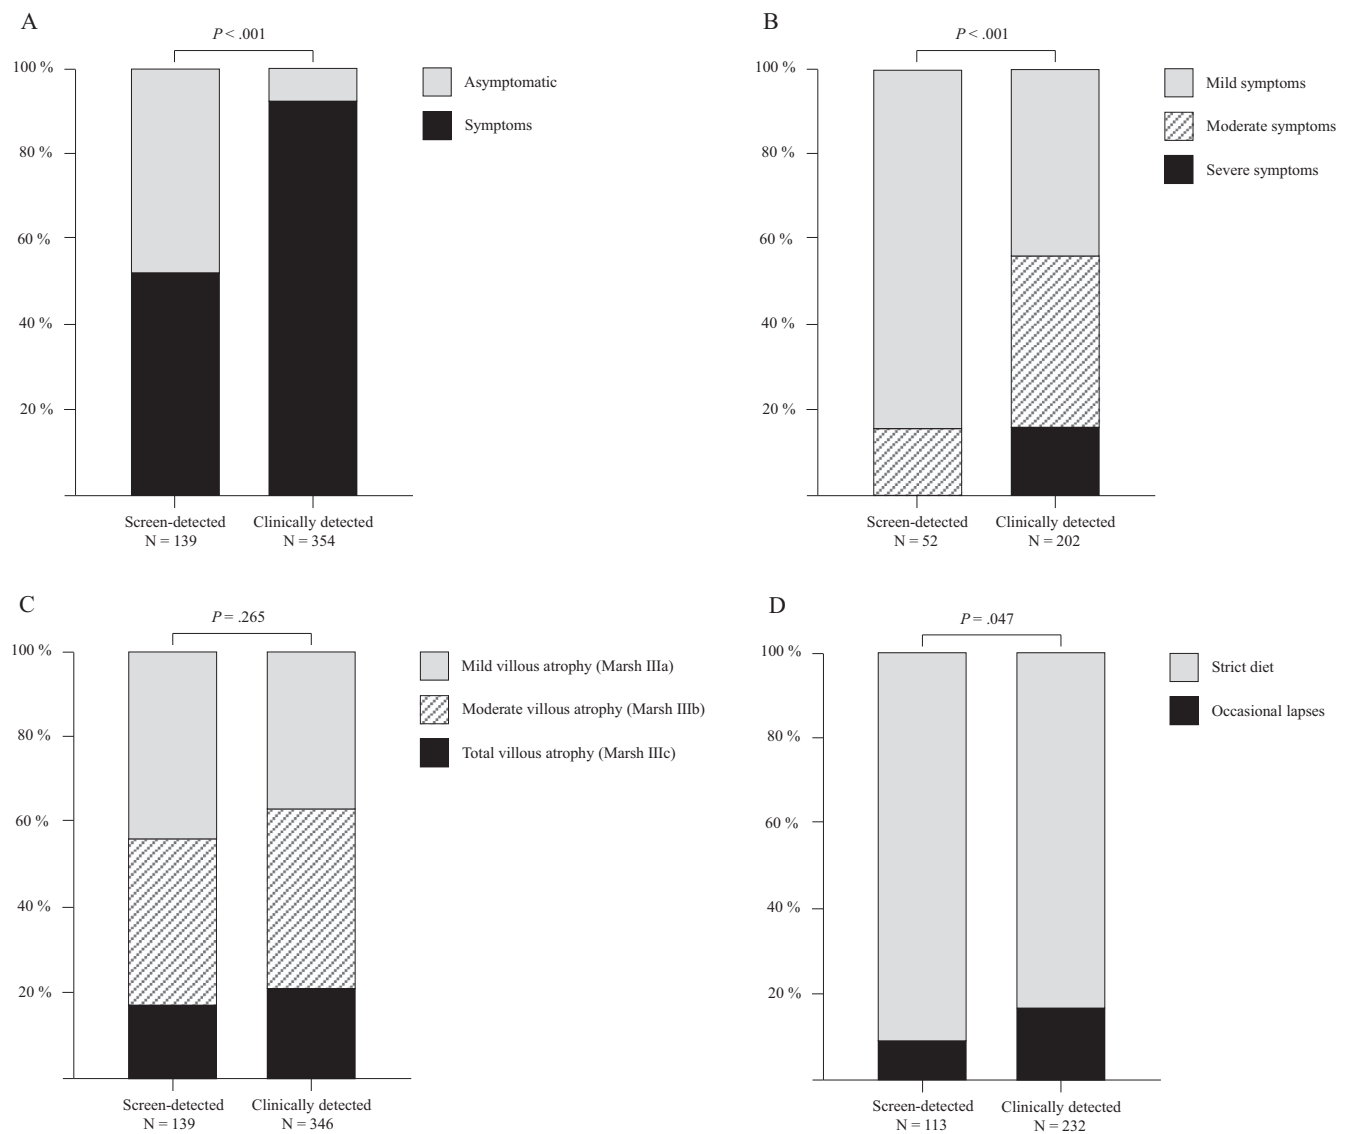 A
P < .001
100 %
80 %
60 %
40 %
20 %
Asymptomatic
Symptoms
Screen-detected
N = 139
Clinically detected
N = 354
B
P < .001
100 %
80 %
60 %
40 %
20 %
Mild symptoms
Moderate symptoms
Severe symptoms
Screen-detected
N = 52
Clinically detected
N = 202
C
P = .265
100 %
80 %
60 %
40 %
20 %
Mild villous atrophy (Marsh IIIa)
Moderate villous atrophy (Marsh IIIb)
Total villous atrophy (Marsh IIIc)
Screen-detected
N = 139
Clinically detected
N = 346
D
P = .047
100 %
80 %
60 %
40 %
20 %
Strict diet
Occasional lapses
Screen-detected
N = 113
Clinically detected
N = 232